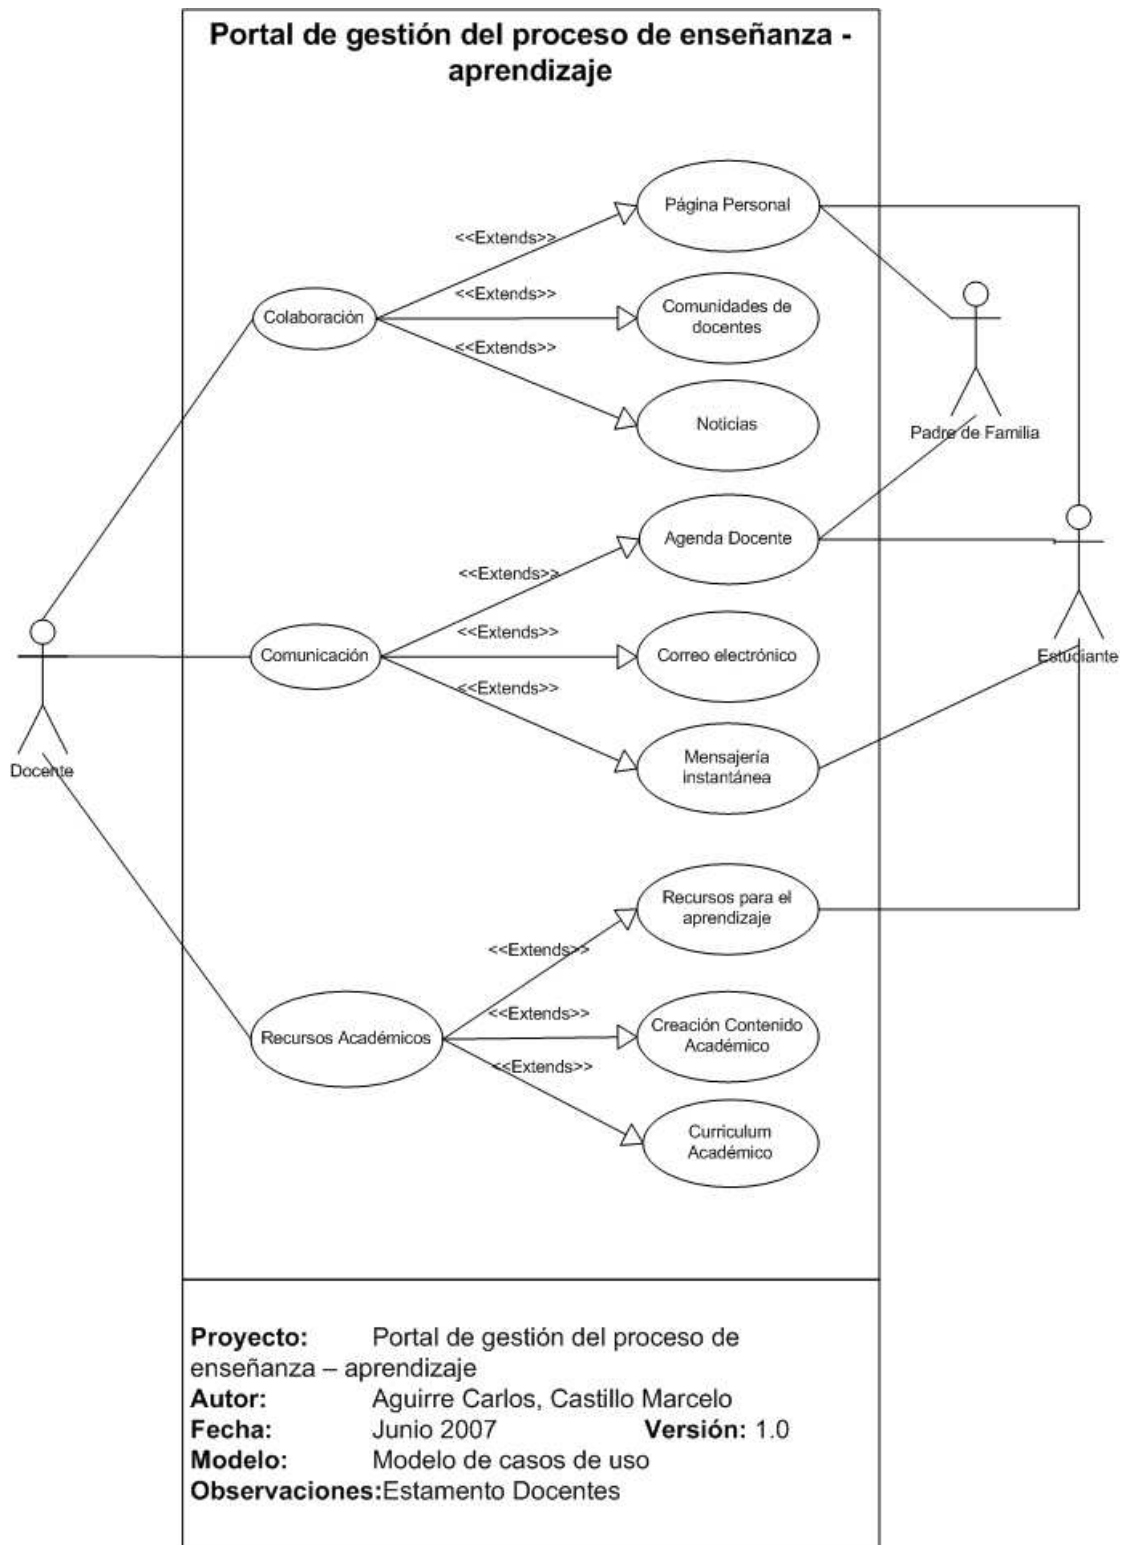 Portal de gestión del proceso de enseñanza -
aprendizaje
Página Personal
<<Extends>>
Colaboración
<<Extends>>
Comunidades de
docentes
<<Extends>>
Noticias
Padre de Familia
Agenda Docente
<<Extends>>
Comunicación
<<Extends>>
Correo electrónico
Estudiante
<<Extends>>
Mensajería
instantánea
Docente
Recursos para el
aprendizaje
<<Extends>>
Recursos Académicos
<<Extends>>
Creación Contenido
Académico
<<Extends>>
Curriculum
Académico
Proyecto: Portal de gestión del proceso de
enseñanza – aprendizaje
Autor: Aguirre Carlos, Castillo Marcelo
Fecha: Junio 2007 Versión: 1.0
Modelo: Modelo de casos de uso
Observaciones:Estamento Docentes